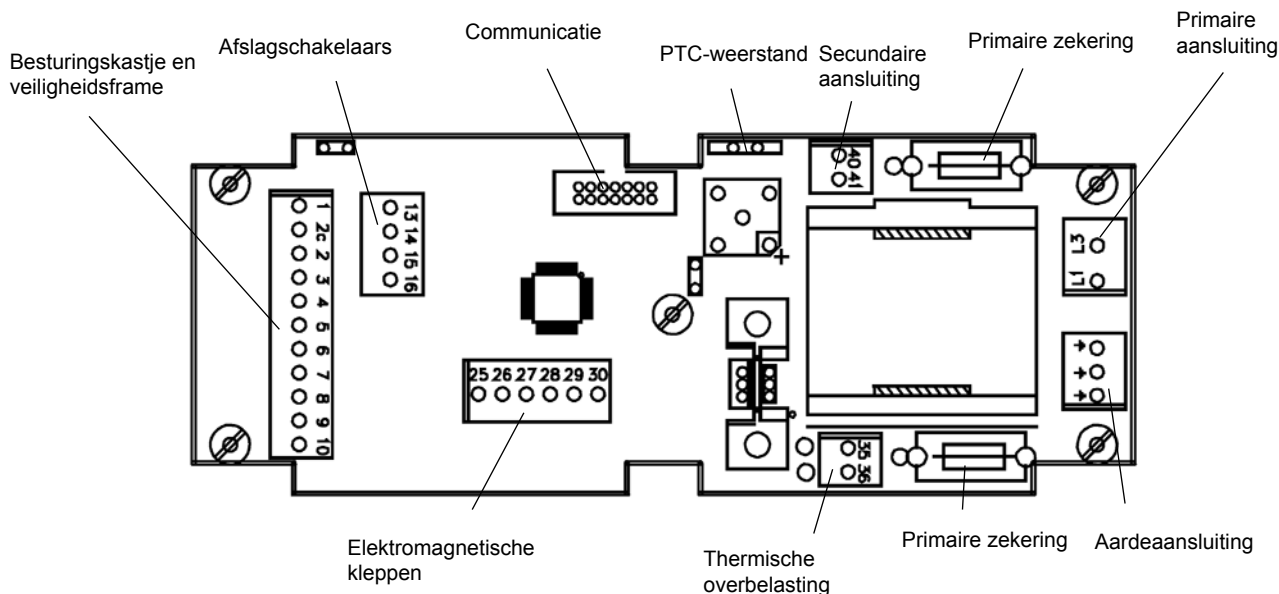 Besturingskastje en
veiligheidsframe
Afslagschakelaars
Communicatie
PTC-weerstand
Secundaire
aansluiting
Primaire zekering
Primaire
aansluiting
1
2c
2
3
4
5
6
7
8
9
10
13
14
15
16
25 26 27 28 29 30
40
41
+
L3
L1
35
36
Elektromagnetische
kleppen
Thermische
overbelasting
Primaire zekering
Aardeaansluiting